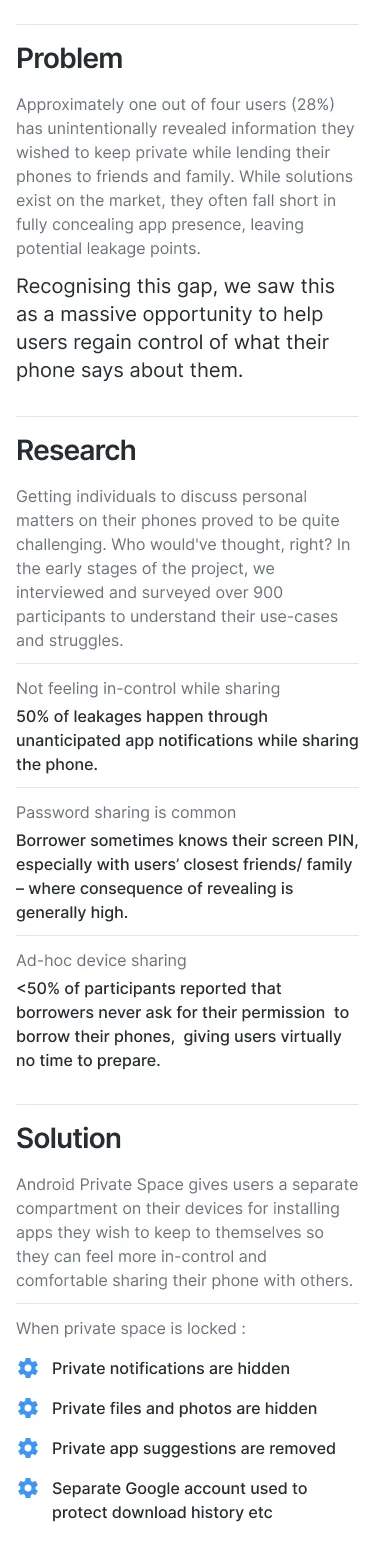 Problem
Approximately one out of four users (28%)
has unintentionally revealed information they
wished to keep private while lending their
phones to friends and family. While solutions
exist on the market, they often fall short in
fully concealing app presence, leaving
potential leakage points.
Recognising this gap, we saw this
as a massive opportunity to help
users regain control of what their
phone says about them.
Research
Getting individuals to discuss personal
matters on their phones proved to be quite
challenging. Who would've thought, right? In
the early stages of the project, we
interviewed and surveyed over 900
participants to understand their use-cases
and struggles.
Not feeling in-control while sharing
50% of leakages happen through
unanticipated app notifications while sharing
the phone.
Password sharing is common
Borrower sometimes knows their screen PIN,
especially with users’ closest friends/ family
– where consequence of revealing is
generally high.
Ad-hoc device sharing
<50% of participants reported that
borrowers never ask for their permission  to
borrow their phones,  giving users virtually
no time to prepare.
Solution
Android Private Space gives users a separate
compartment on their devices for installing
apps they wish to keep to themselves so
they can feel more in-control and
comfortable sharing their phone with others.
When private space is locked :
Private notifications are hidden
Private files and photos are hidden
Private app suggestions are removed
Separate Google account used to
protect download history etc